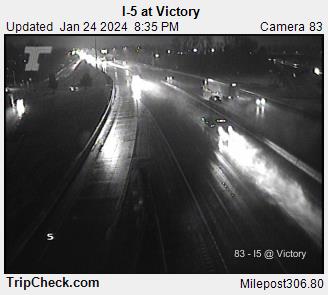 I-5 at Victory
Updated Jan 24 2024 8:35 PM Camera 83
T
S
83 - I5 @ Victory
TripCheck.com Milepost306.80